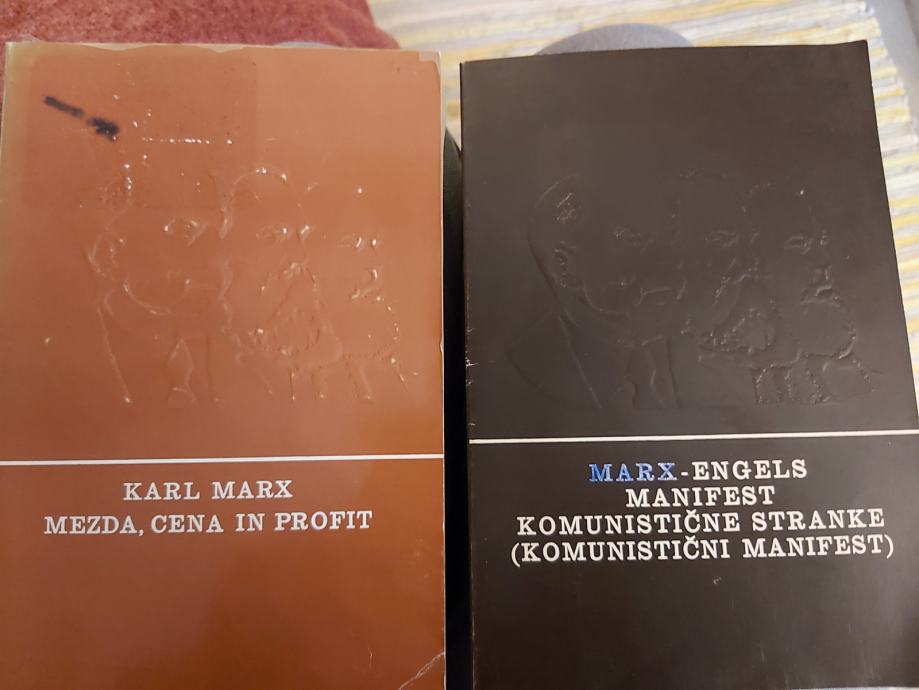 KARL MARX
MEZDA, CENA IN PROFIT
MARX-ENGELS
MANIFEST
KOMUNISTIČNE STRANKE
(KOMUNISTIČNI MANIFEST)